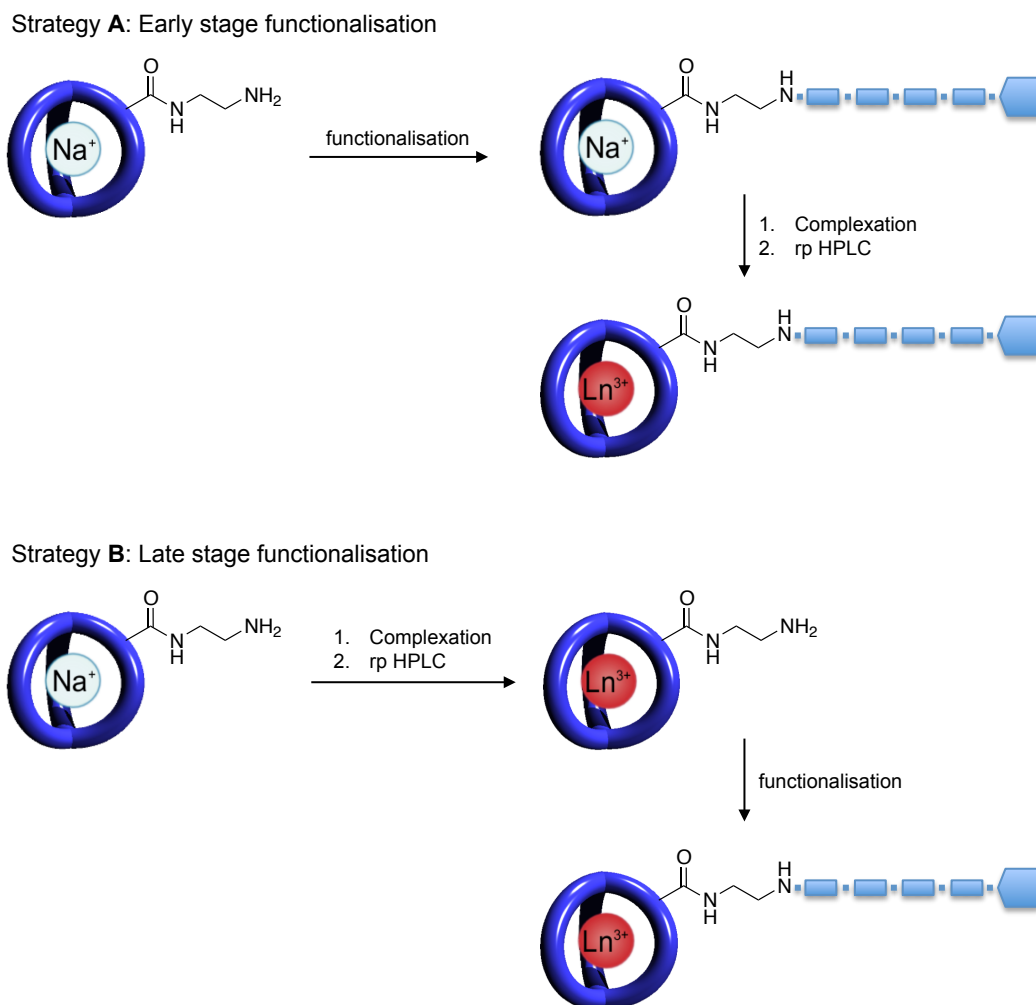 Strategy A: Early stage functionalisation
O
N
H
NH2
Na+
functionalisation
O
N
H
H
N
Na+
1. Complexation
2. rp HPLC
O
N
H
H
N
Ln3+
Strategy B: Late stage functionalisation
O
N
H
NH2
Na+
1. Complexation
2. rp HPLC
O
N
H
NH2
Ln3+
functionalisation
O
N
H
H
N
Ln3+